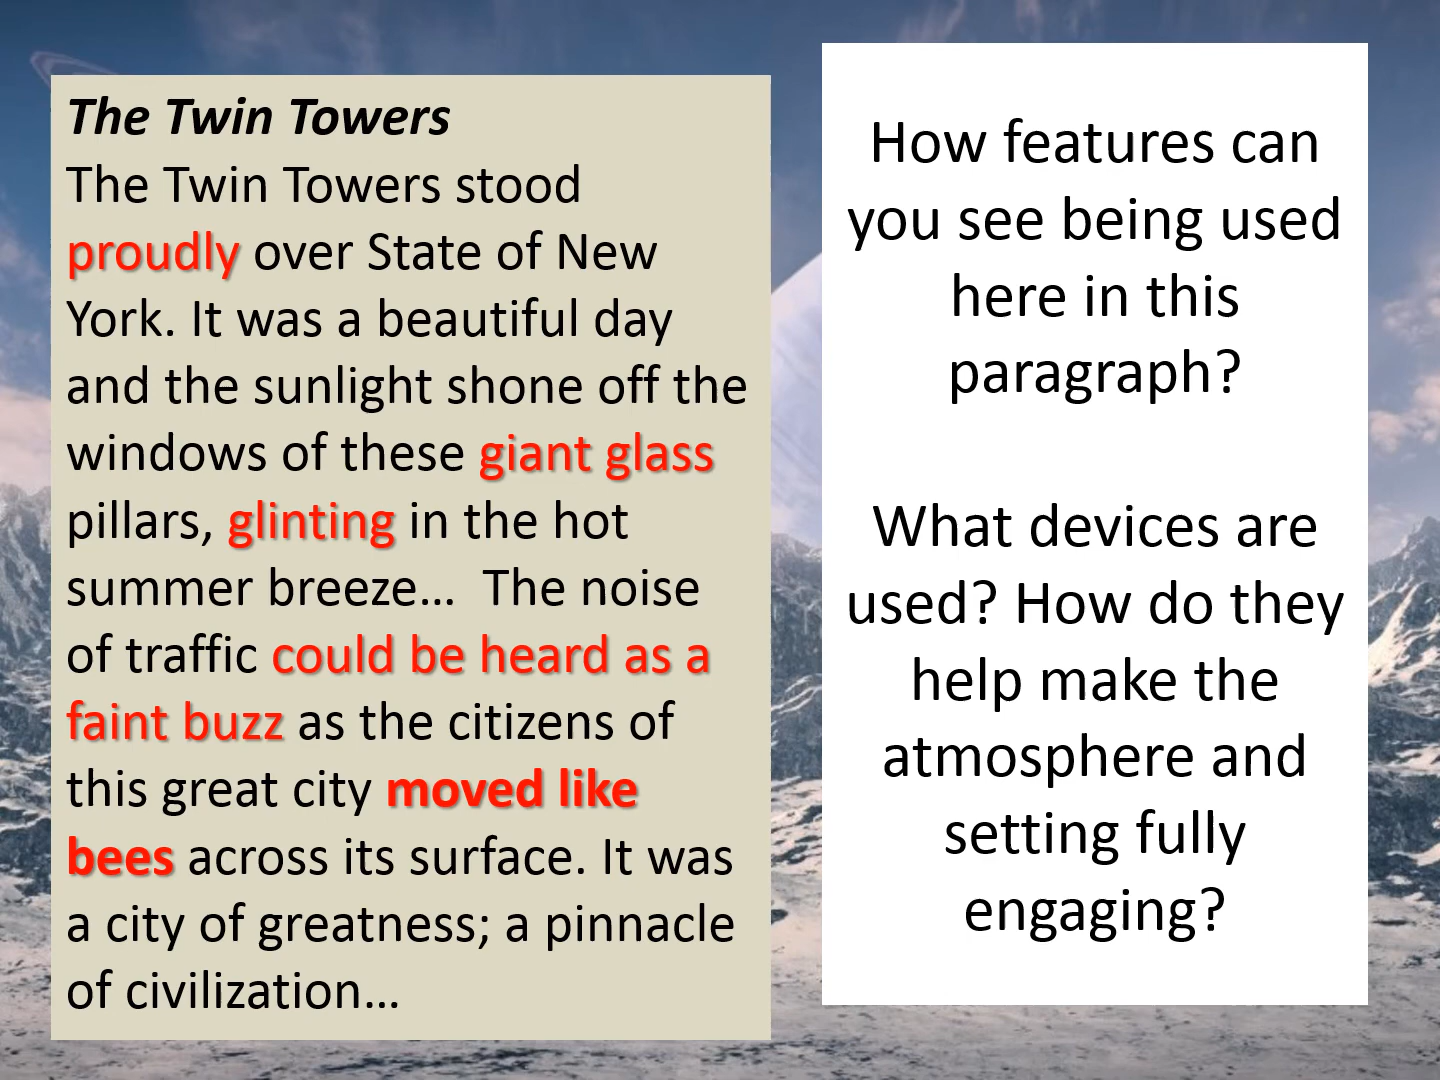 The Twin Towers
The Twin Towers stood
proudly over State of New
York. It was a beautiful day
and the sunlight shone off the
windows of these giant glass
pillars, glinting in the hot
summer breeze…  The noise
of traffic could be heard as a
faint buzz as the citizens of
this great city moved like
bees across its surface. It was
a city of greatness; a pinnacle
of civilization…
How features can
you see being used
here in this
paragraph?
What devices are
used? How do they
help make the
atmosphere and
setting fully
engaging?